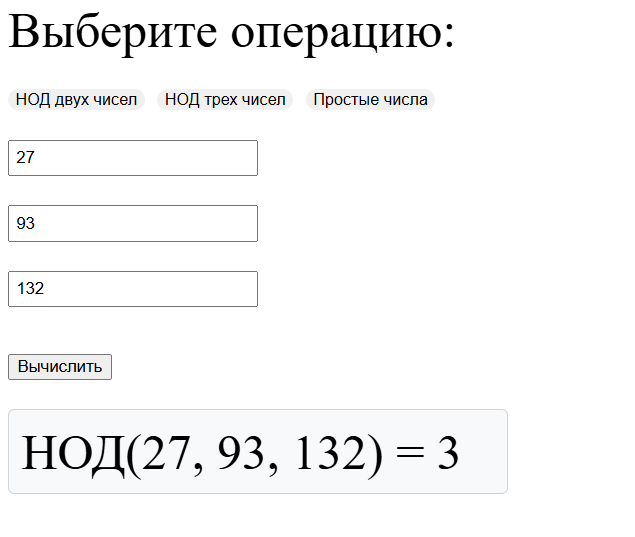 Выберите операцию:
НОД двух чисел НОД трех чисел Простые числа
27
93
132
Вычислить
НОД(27, 93, 132) = 3